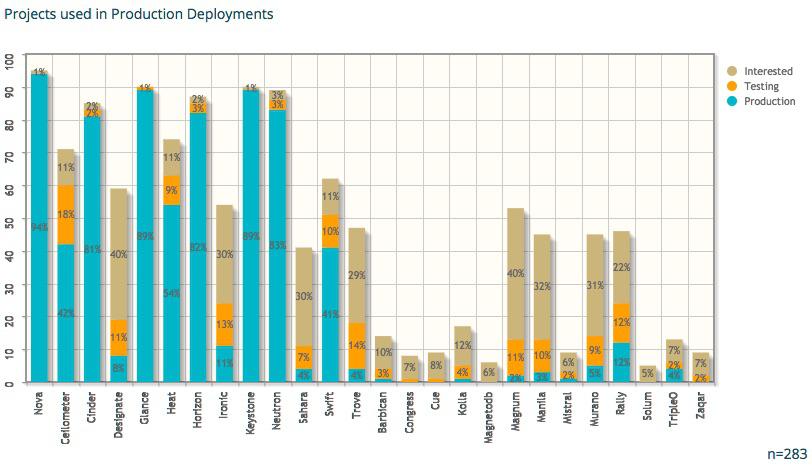 Projects used in Production Deployments
Interested
Testing
Production
100
90
80
70
60
50
40
30
20
10
0
1%
94%
11%
18%
42%
2%
2%
81%
40%
11%
8%
1%
89%
11%
9%
54%
2%
3%
82%
30%
13%
11%
1%
89%
3%
3%
83%
30%
7%
4%
11%
10%
41%
29%
14%
4%
10%
3%
7%
8%
12%
4%
6%
40%
11%
2%
32%
10%
3%
6%
2%
31%
9%
5%
22%
12%
12%
5%
7%
2%
4%
7%
2%
Nova
Ceilometer
Cinder
Designate
Glance
Heat
Horizon
Ironic
Keystone
Neutron
Sahara
Swift
Trove
Barbican
Congress
Cue
Kolla
Magnetodb
Magnum
Manila
Mistral
Murano
Rally
Solum
TripleO
Zaqar
n=283